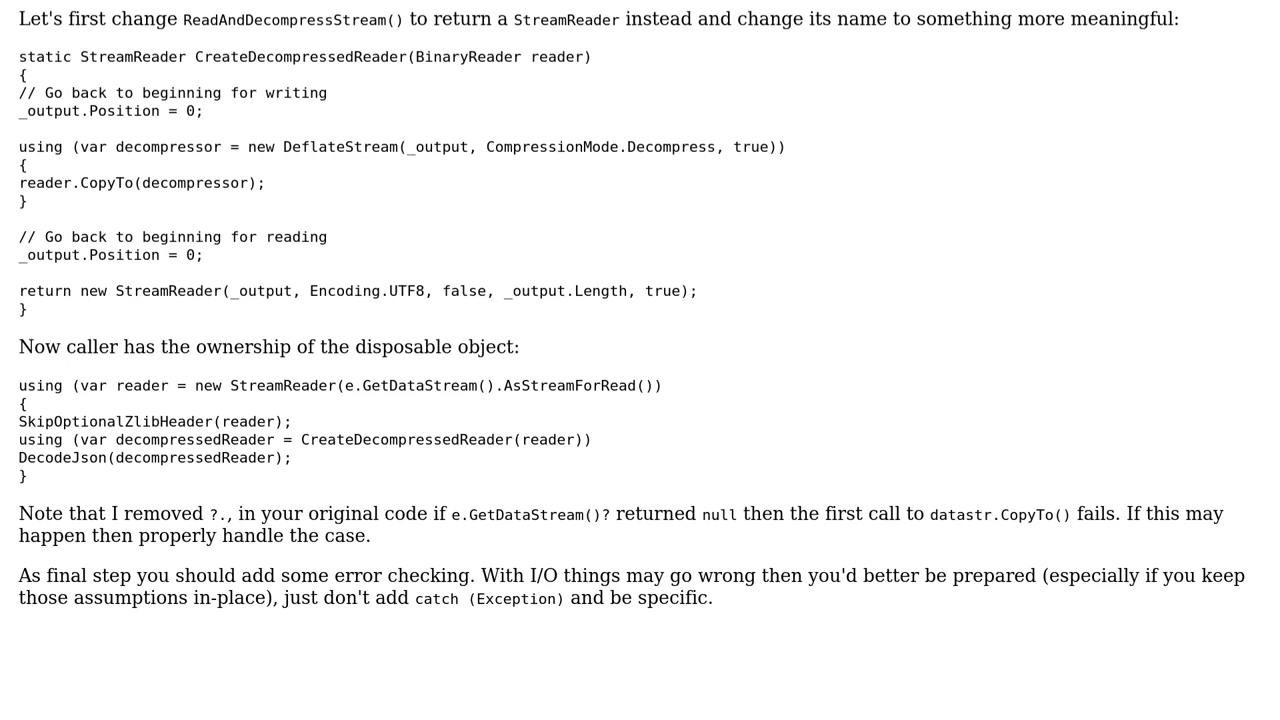 Let's first change ReadAndDecompressStream() to return a StreamReader instead and change its name to something more meaningful:
static StreamReader CreateDecompressedReader(BinaryReader reader)
{
// Go back to beginning for writing
_output.Position = 0;
using (var decompressor = new DeflateStream(_output, CompressionMode.Decompress, true))
{
reader.CopyTo(decompressor);
}
// Go back to beginning for reading
_output.Position = 0;
return new StreamReader(_output, Encoding.UTF8, false, _output.Length, true);
}
Now caller has the ownership of the disposable object:
using (var reader = new StreamReader(e.GetDataStream().AsStreamForRead())
{
SkipOptionalZlibHeader(reader);
using (var decompressedReader = CreateDecompressedReader(reader))
DecodeJson(decompressedReader);
}
Note that I removed ?., in your original code if e.GetDataStream()? returned null then the first call to datastr.CopyTo() fails. If this may
happen then properly handle the case.
As final step you should add some error checking. With I/O things may go wrong then you'd better be prepared (especially if you keep
those assumptions in-place), just don't add catch (Exception) and be specific.